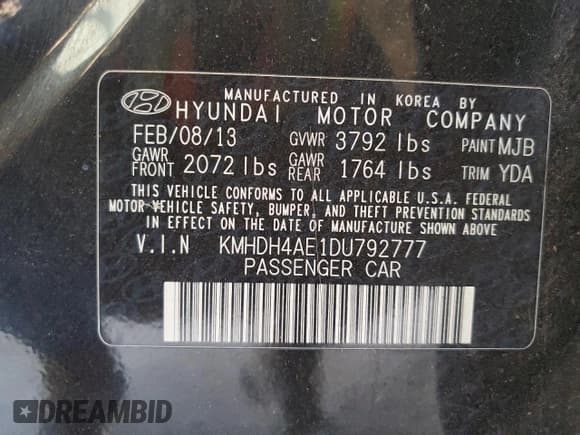 MANUFACTURED IN KOREA BY
HYUNDAI MOTOR COMPANY
FEB/08/13 GVWR 3792 lbs PAINT MJB
GAWR FRONT 2072 lbs GAWR REAR 1764 lbs TRIM YDA
THIS VEHICLE CONFORMS TO ALL APPLICABLE U.S.A. FEDERAL
MOTOR VEHICLE SAFETY, BUMPER, AND THEFT PREVENTION STANDARDS
IN EFFECT ON THE DATE OF MANUFACTURE SHOWN ABOVE
V.I.N KMHDH4AE1DU792777
PASSENGER CAR
DREAMBID